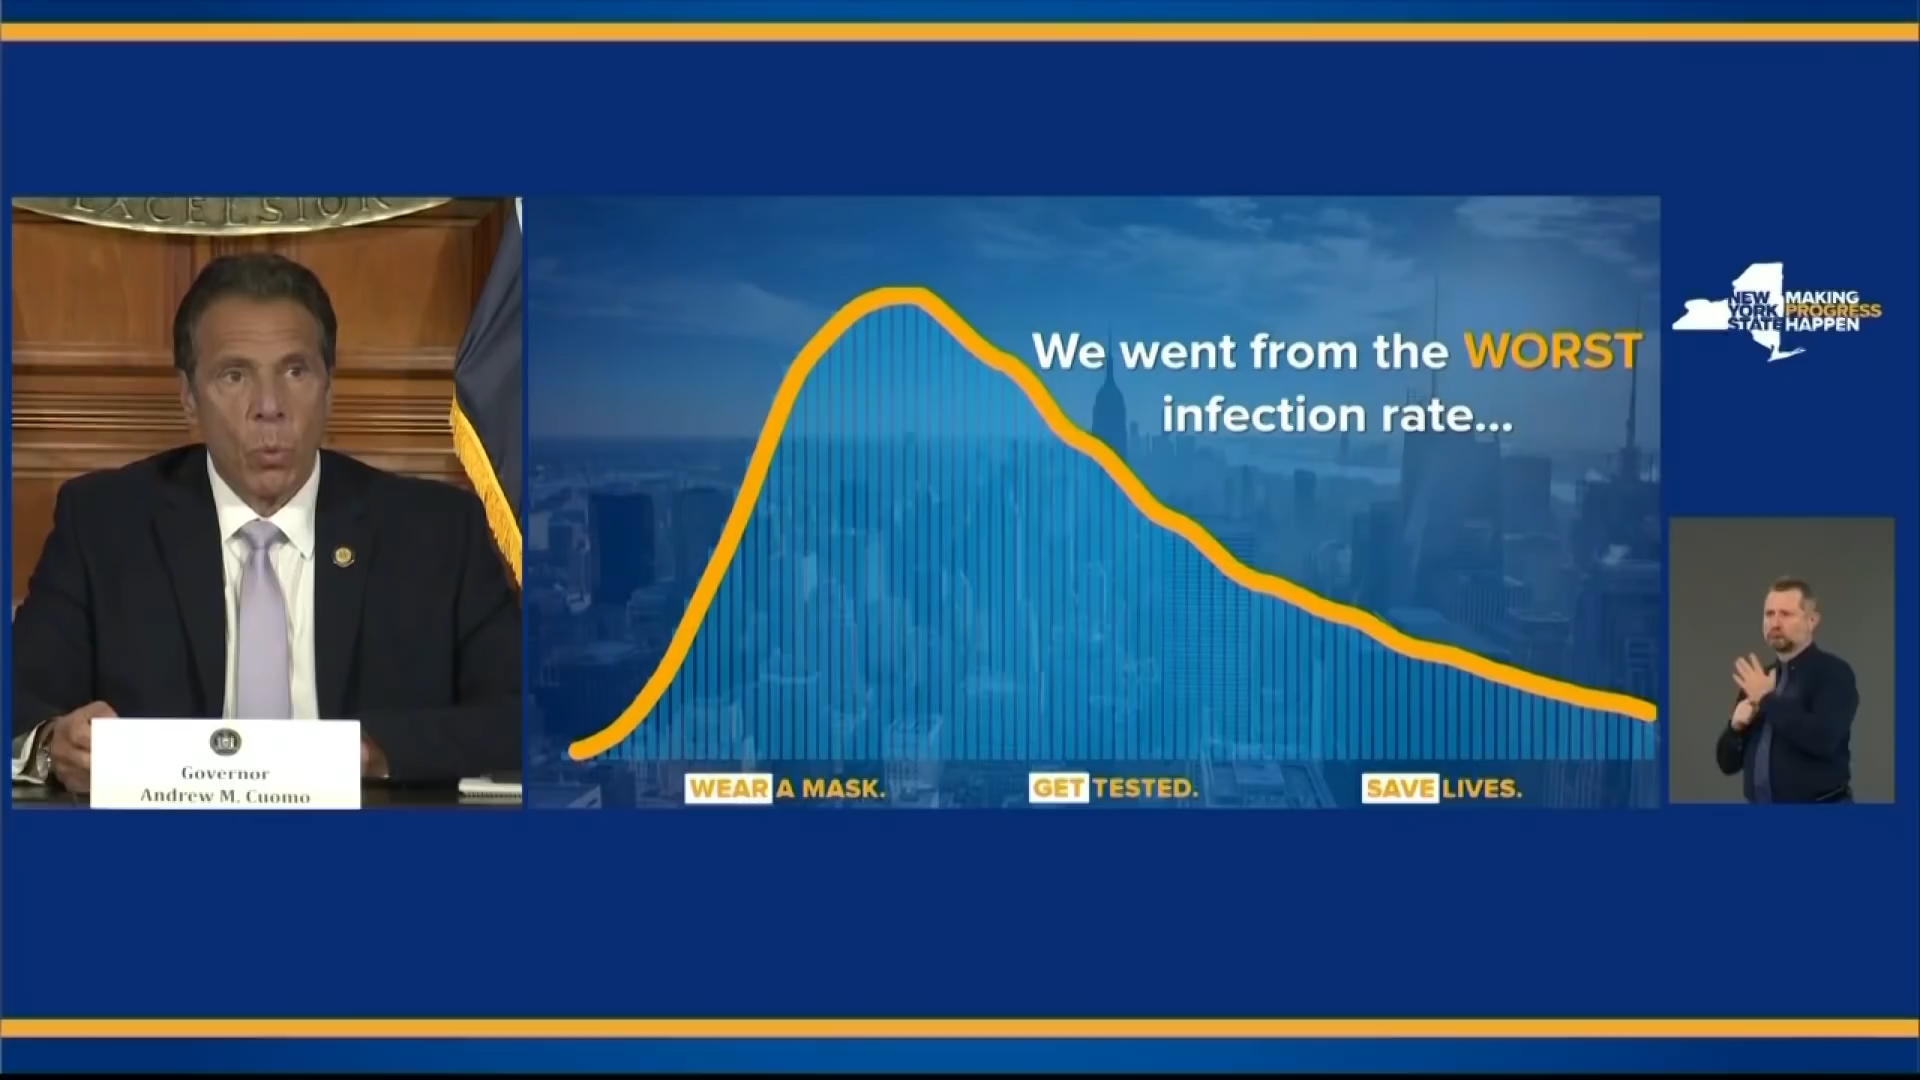 EXCELSIOR
Governor
Andrew M. Cuomo
We went from the WORST
infection rate...
WEAR A MASK.
GET TESTED.
SAVE LIVES.
NEW YORK STATE
MAKING PROGRESS HAPPEN